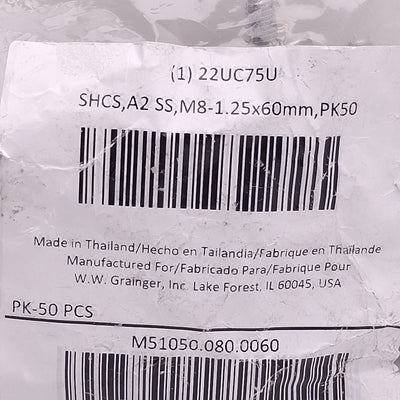 (1) 22UC75U
SHCS,A2 SS,M8-1.25x60mm,PK50
Made in Thailand/Hecho en Tailandia/Fabrique en Thaïlande
Manufactured For/Fabricado Para/Fabrique Pour
W.W. Grainger, Inc. Lake Forest, IL 60045, USA
PK-50 PCS
M51050.080.0060